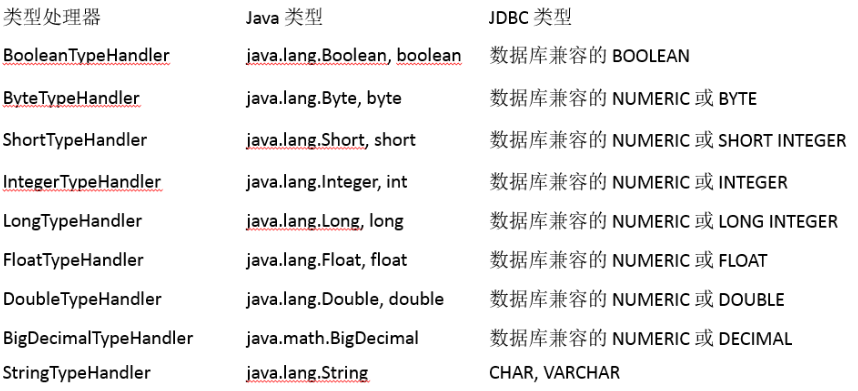 类型处理器 Java 类型 JDBC 类型
BooleanTypeHandler java.lang.Boolean, boolean 数据库兼容的 BOOLEAN
ByteTypeHandler java.lang.Byte, byte 数据库兼容的 NUMERIC 或 BYTE
ShortTypeHandler java.lang.Short, short 数据库兼容的 NUMERIC 或 SHORT INTEGER
IntegerTypeHandler java.lang.Integer, int 数据库兼容的 NUMERIC 或 INTEGER
LongTypeHandler java.lang.Long, long 数据库兼容的 NUMERIC 或 LONG INTEGER
FloatTypeHandler java.lang.Float, float 数据库兼容的 NUMERIC 或 FLOAT
DoubleTypeHandler java.lang.Double, double 数据库兼容的 NUMERIC 或 DOUBLE
BigDecimalTypeHandler java.math.BigDecimal 数据库兼容的 NUMERIC 或 DECIMAL
StringTypeHandler java.lang.String CHAR, VARCHAR